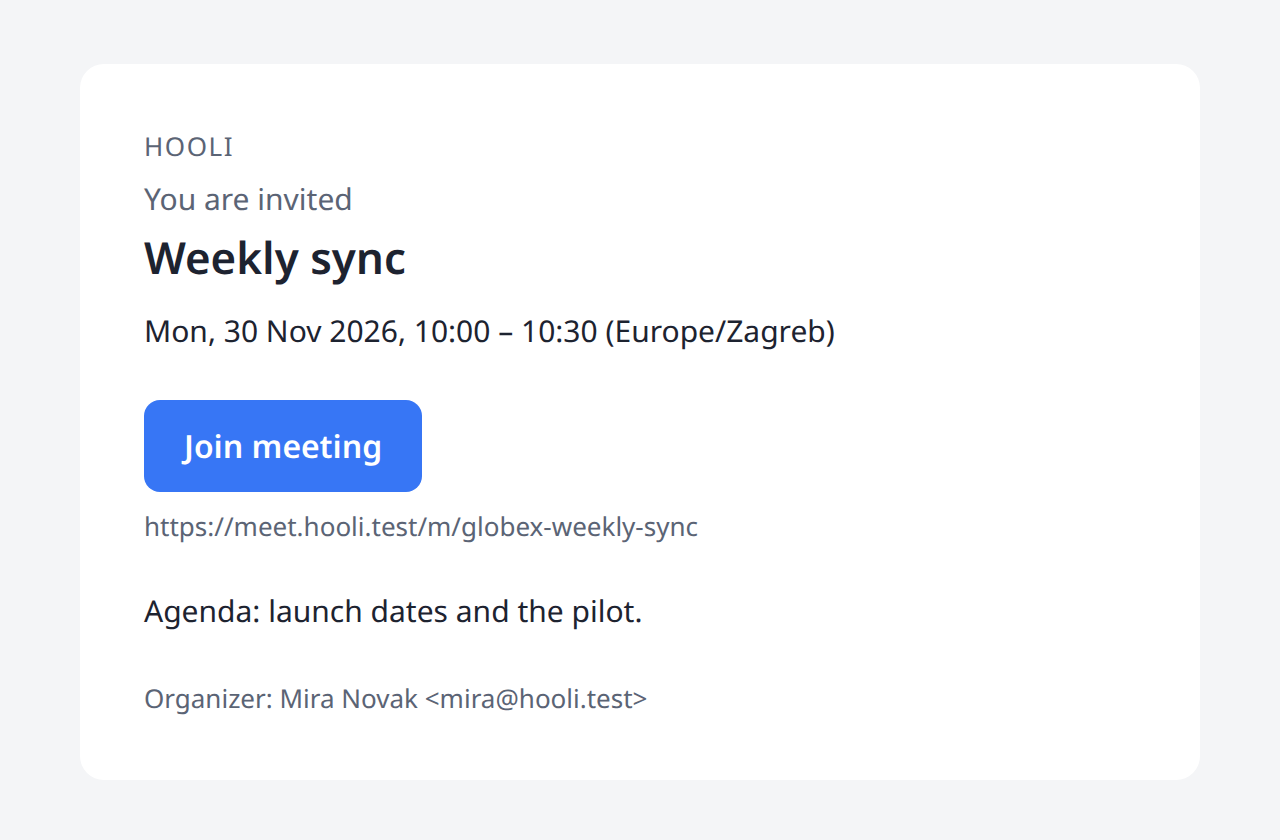 HOOLI
You are invited
Weekly sync
Mon, 30 Nov 2026, 10:00 – 10:30 (Europe/Zagreb)
Join meeting
https://meet.hooli.test/m/globex-weekly-sync
Agenda: launch dates and the pilot.
Organizer: Mira Novak <mira@hooli.test>